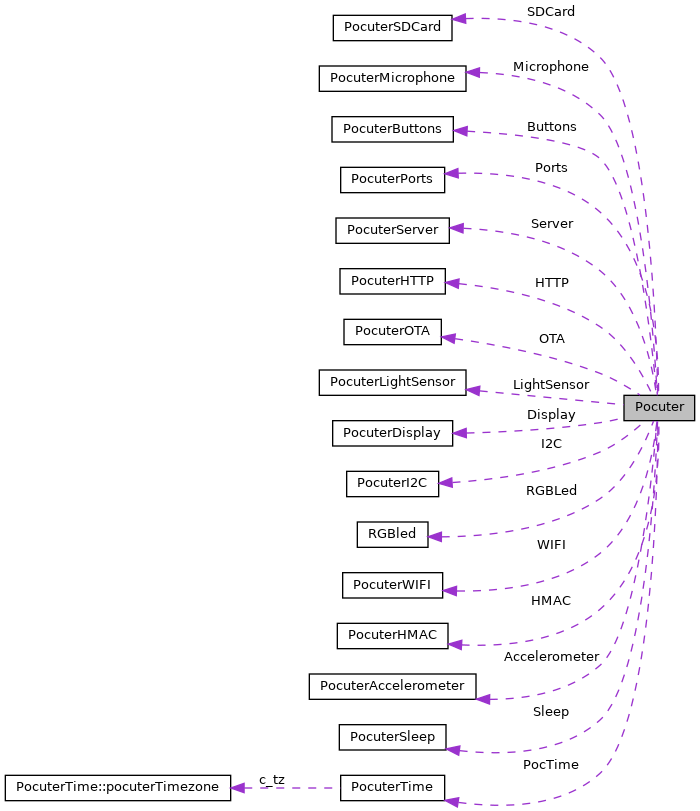 SDCard
PocuterSDCard
Microphone
PocuterMicrophone
Buttons
PocuterButtons
Ports
PocuterPorts
Server
PocuterServer
HTTP
PocuterHTTP
OTA
PocuterOTA
LightSensor
PocuterLightSensor
Pocuter
Display
PocuterDisplay
I2C
PocuterI2C
RGBLed
RGBled
WIFI
PocuterWIFI
HMAC
PocuterHMAC
Accelerometer
PocuterAccelerometer
Sleep
PocuterSleep
PocTime
PocuterTime
c_tz
PocuterTime::pocuterTimezone